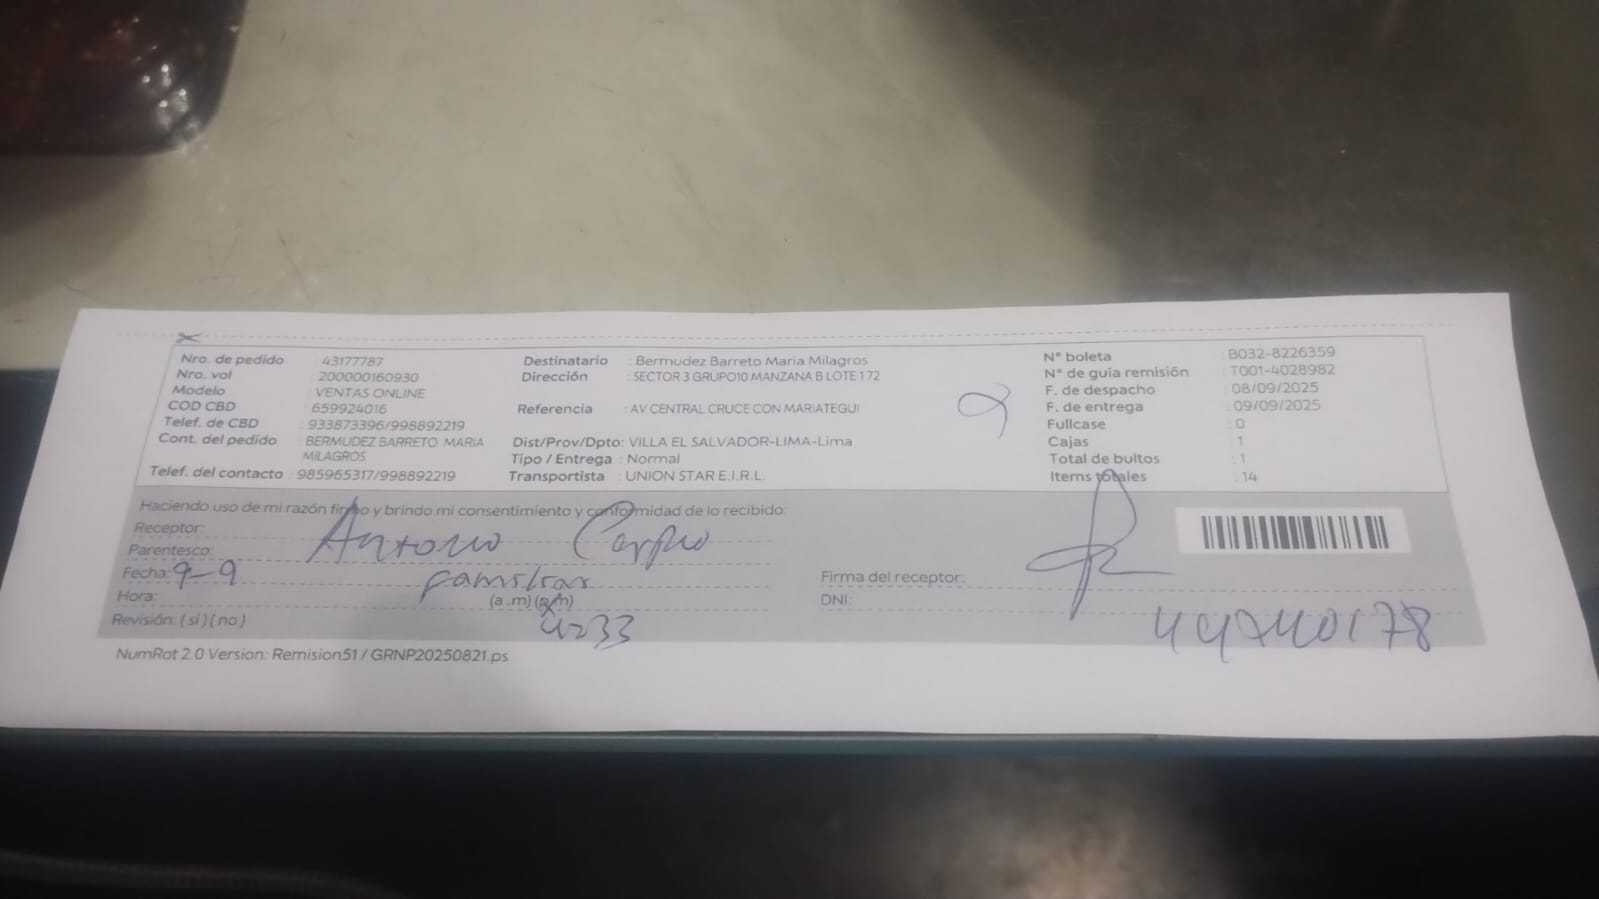 Nro. de pedido : 43177787
Nro. vol : 200000160930
Modelo : VENTAS ONLINE
COD CBD : 659924016
Telef. de CBD : 933873396/998892219
Cont. del pedido : BERMUDEZ BARRETO MARIA
MILAGROS
Telef. del contacto : 985965317/998892219
Destinatario : Bermudez Barreto Maria Milagros
Dirección : SECTOR 3 GRUPO10 MANZANA B LOTE 172
Referencia : AV CENTRAL CRUCE CON MARIATEGUI
Dist/Prov/Dpto: VILLA EL SALVADOR-LIMA-Lima
Tipo / Entrega : Normal
Transportista : UNION STAR E.I.R.L.
N° boleta : B032-8226359
N° de guía remisión : T001-4028982
F. de despacho : 08/09/2025
F. de entrega : 09/09/2025
Fullcase : 0
Cajas : 1
Total de bultos : 1
Items totales : 14
Haciendo uso de mi razón firmo y brindo mi consentimiento y conformidad de lo recibido:
Receptor: Antonio Carpio
Parentesco:
Fecha: 9-9
Hora: (a.m) (p.m)
Revisión: ( si ) ( no )
Firma del receptor:
DNI:
NumRot 2.0 Version: Remision51 / GRNP20250821.ps